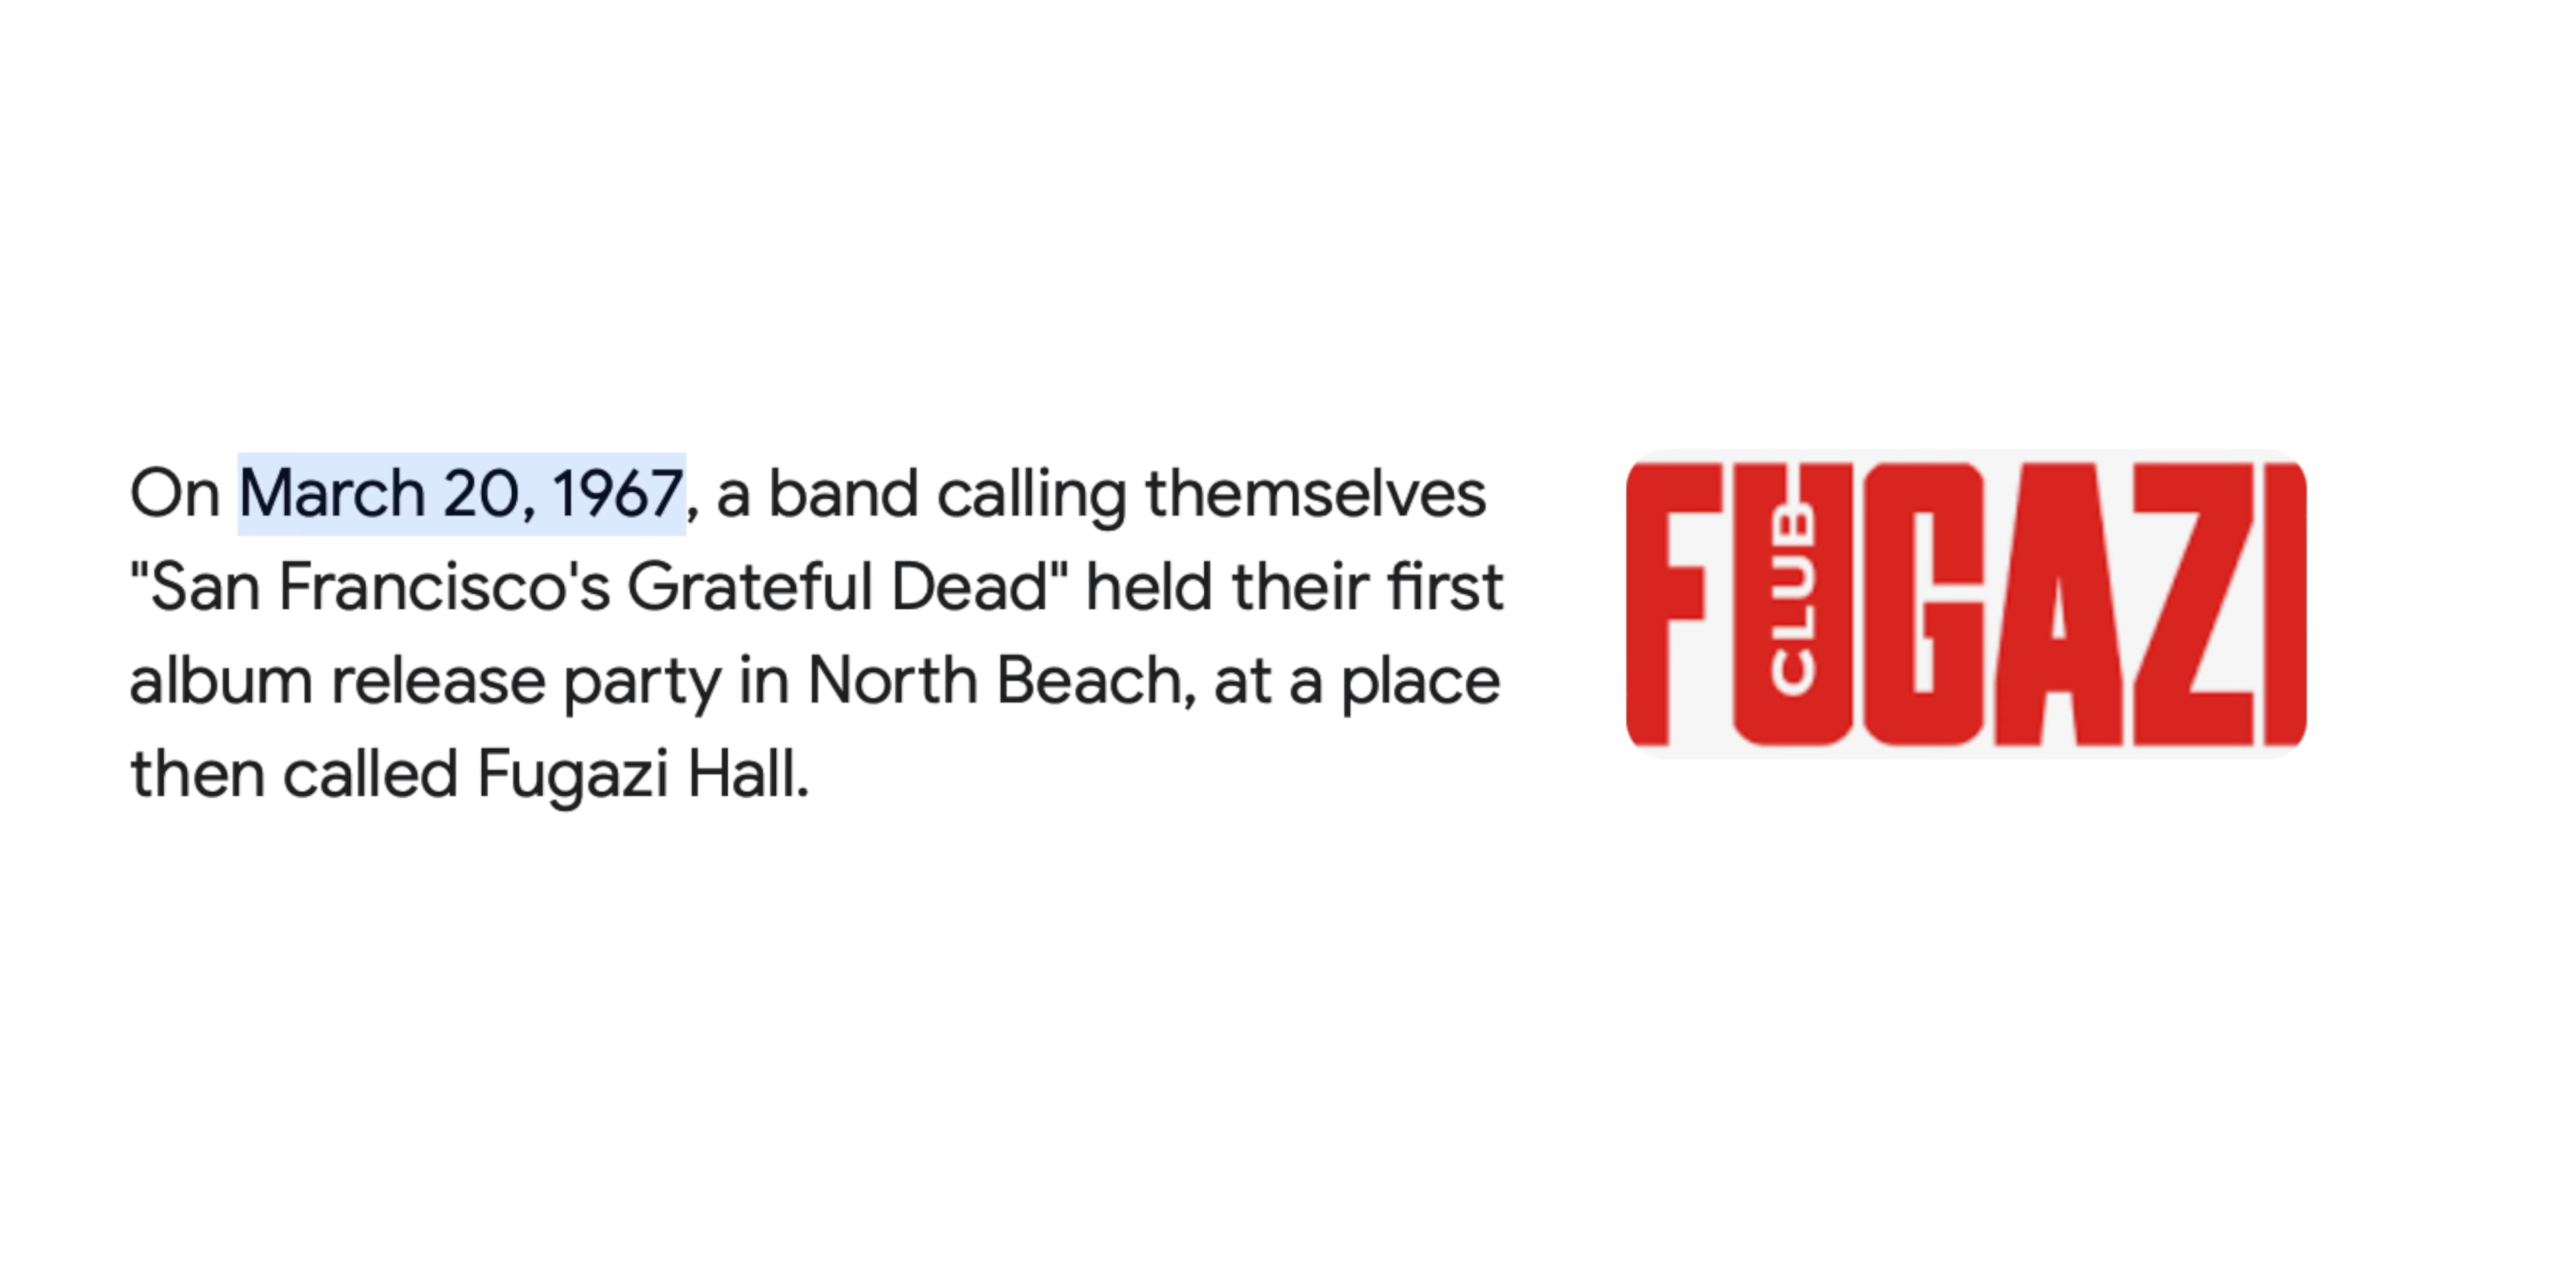 On March 20, 1967, a band calling themselves
"San Francisco's Grateful Dead" held their first
album release party in North Beach, at a place
then called Fugazi Hall.
CLUB
FUGAZI